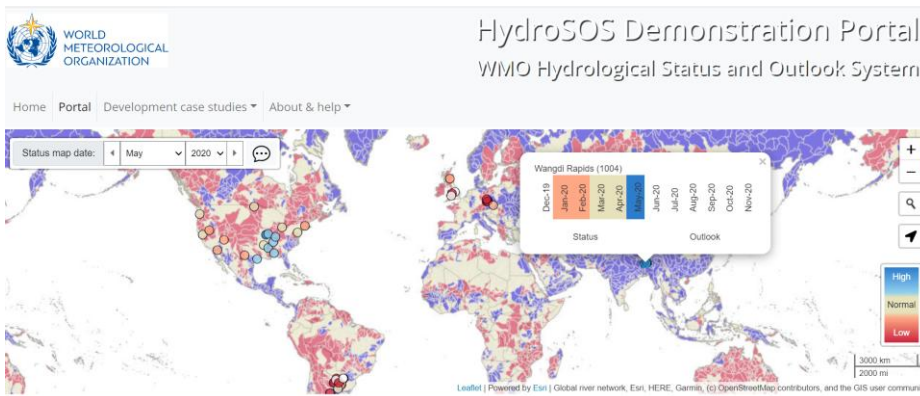 WORLD
METEOROLOGICAL
ORGANIZATION
HydroSOS Demonstration Portal
WMO Hydrological Status and Outlook System
Home Portal Development case studies About & help
Status map date: May 2020
Wangdi Rapids (1004)
Dec-19 Jan-20 Feb-20 Mar-20 Apr-20 May-20 Jun-20 Jul-20 Aug-20 Sep-20 Oct-20 Nov-20
Status Outlook
+
−
High
Normal
Low
3000 km
2000 mi
Leaflet | Powered by Esri | Global river network, Esri, HERE, Garmin, (c) OpenStreetMap contributors, and the GIS user communi